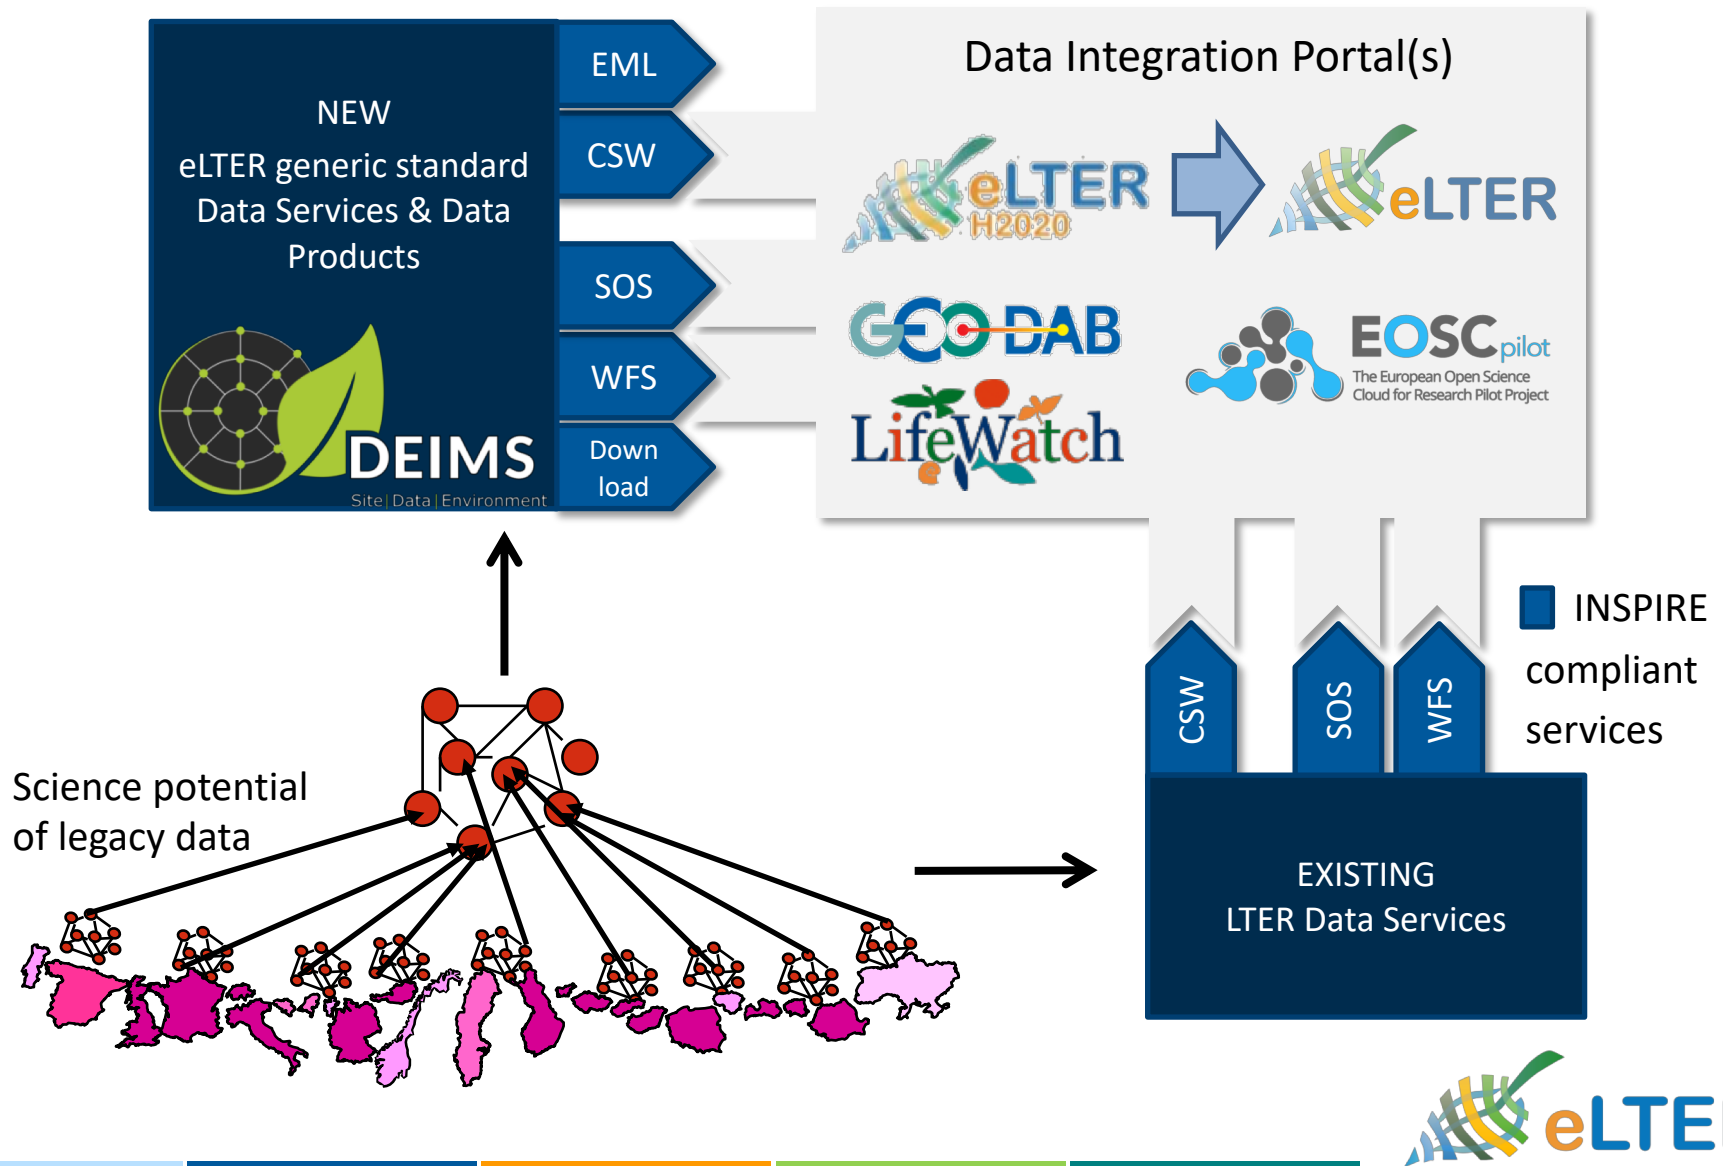 NEW
eLTER generic standard
Data Services & Data
Products
DEIMS
Site|Data|Environment
EML
CSW
SOS
WFS
Down
load
Data Integration Portal(s)
eLTER
H2020
eLTER
GEO DAB
EOSCpilot
The European Open Science
Cloud for Research Pilot Project
LifeWatch
INSPIRE
compliant
services
CSW
SOS
WFS
EXISTING
LTER Data Services
Science potential
of legacy data
eLTE